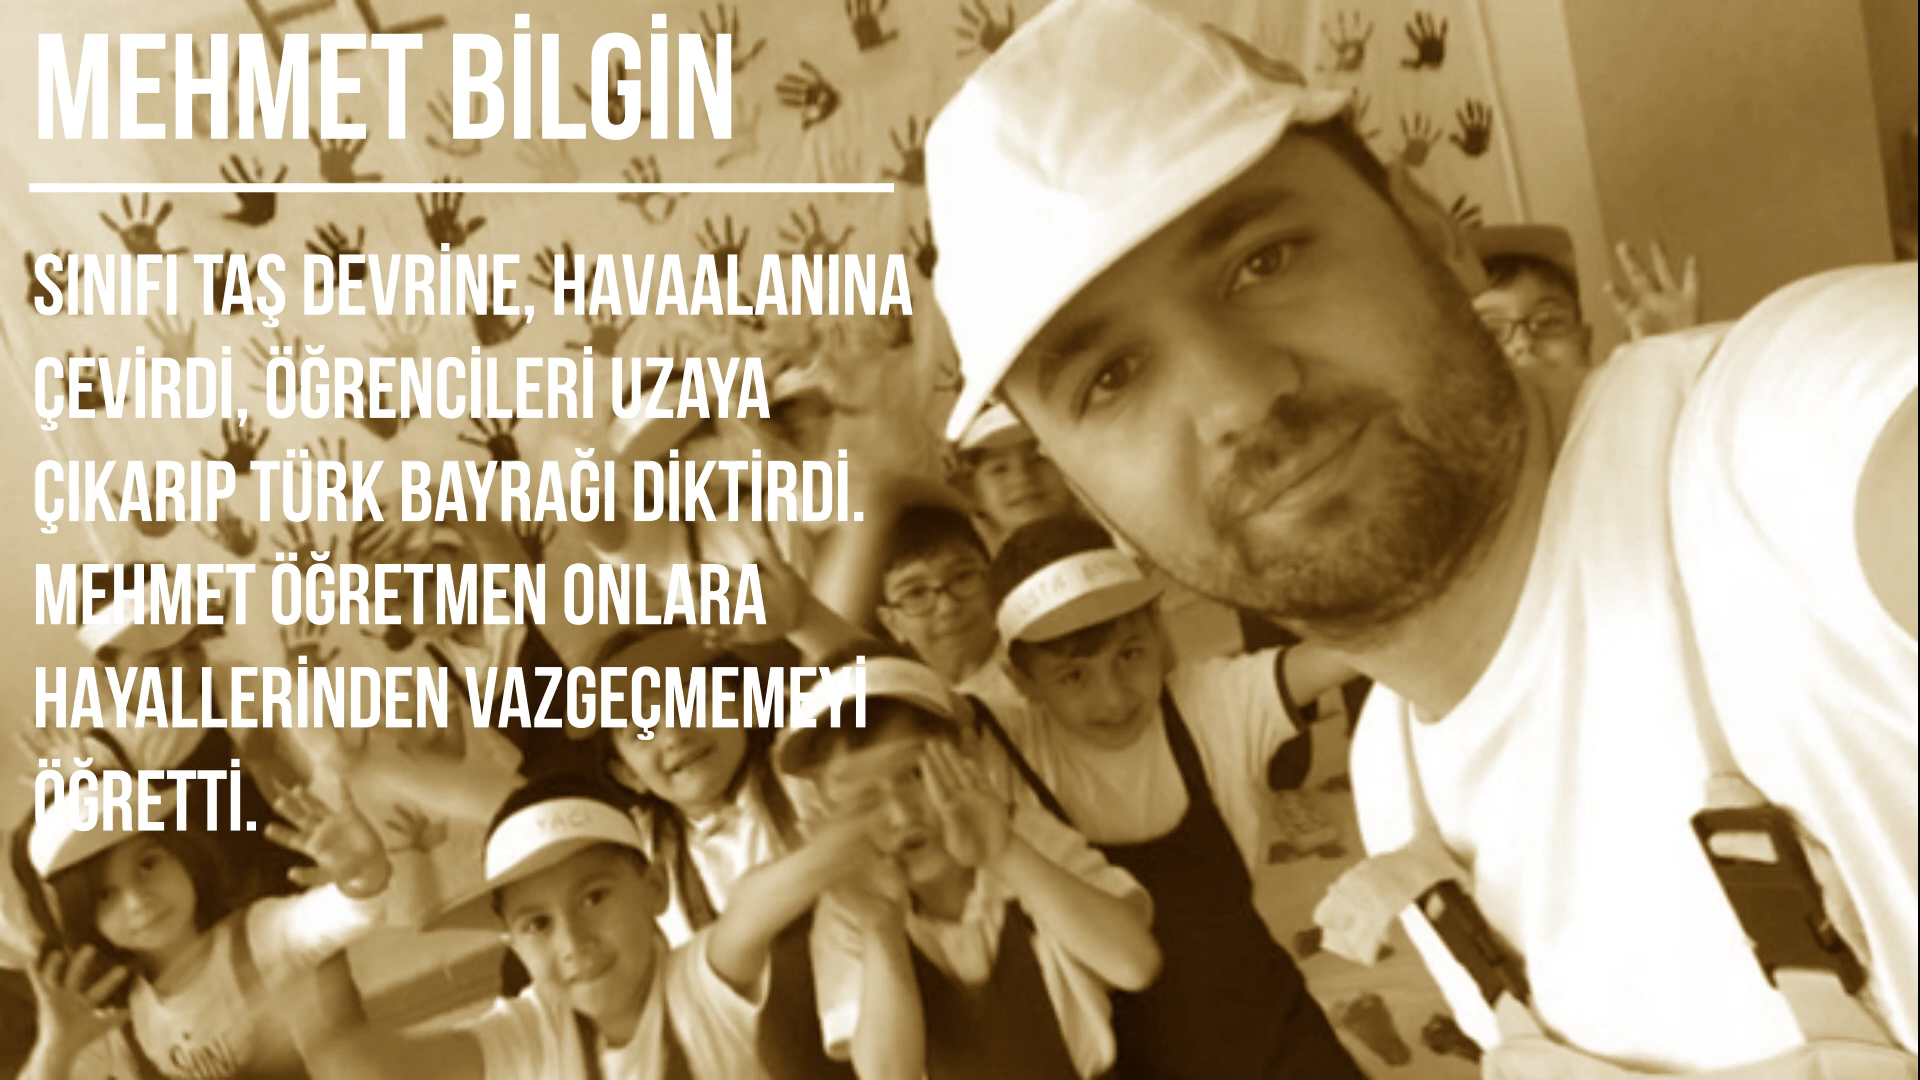 MEHMET BİLGİN
SINIFI TAŞ DEVRİNE, HAVAALANINA
ÇEVİRDİ, ÖĞRENCİLERİ UZAYA
ÇIKARIP TÜRK BAYRAĞI DİKTİRDİ.
MEHMET ÖĞRETMEN ONLARA
HAYALLERİNDEN VAZGEÇMEMEYİ
ÖĞRETTİ.